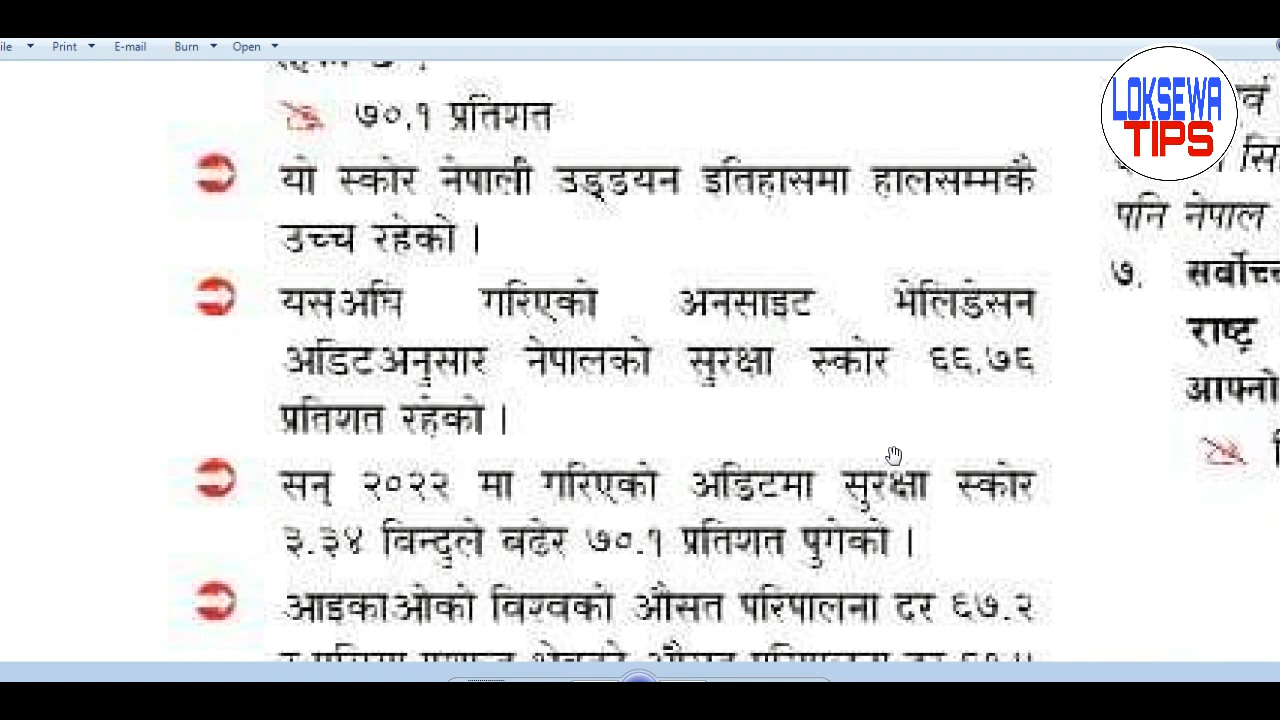 Print
E-mail
Burn
Open
LOKSEWA
TIPS
७०.१ प्रतिशत
यो स्कोर नेपाली उड्डयन इतिहासमा हालसम्मकै
उच्च रहेको ।
यसअघि गरिएको अनसाइट भेलिडेसन
अडिटअनुसार नेपालको सुरक्षा स्कोर ६६.७६
प्रतिशत रहेको ।
सन् २०२२ मा गरिएको अडिटमा सुरक्षा स्कोर
३.३४ विन्दुले बढेर ७०.१ प्रतिशत पुगेको ।
आइकाओको विश्वको औसत परिपालना दर ६७.२
पनि नेपाल
७. सर्वोच्च
राष्ट्र
आफ्नो